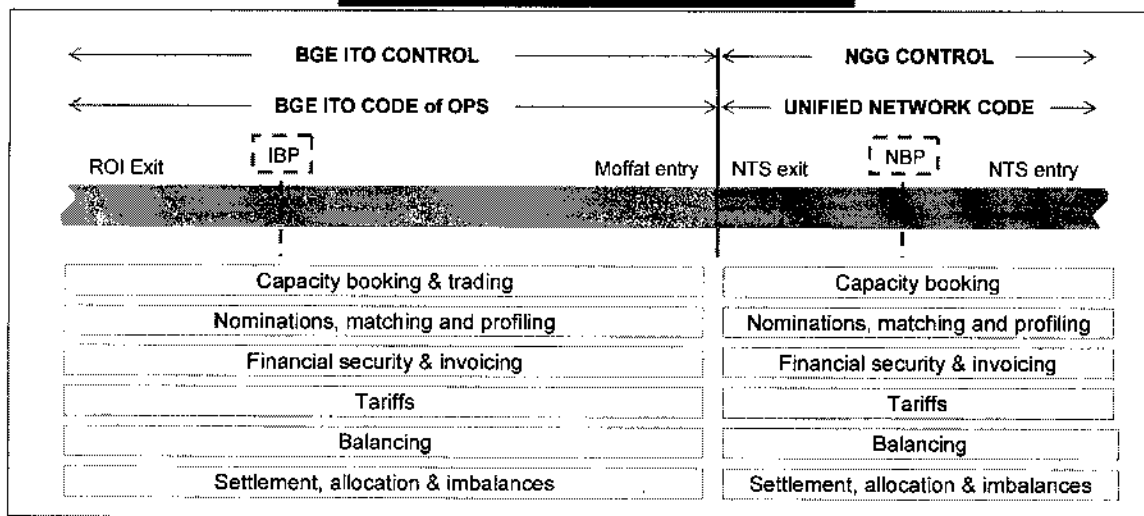 BGE ITO CONTROL NGG CONTROL
BGE ITO CODE of OPS UNIFIED NETWORK CODE
ROI Exit IBP Moffat entry NTS exit NBP NTS entry
Capacity booking & trading Capacity booking
Nominations, matching and profiling Nominations, matching and profiling
Financial security & invoicing Financial security & invoicing
Tariffs Tariffs
Balancing Balancing
Settlement, allocation & imbalances Settlement, allocation & imbalances